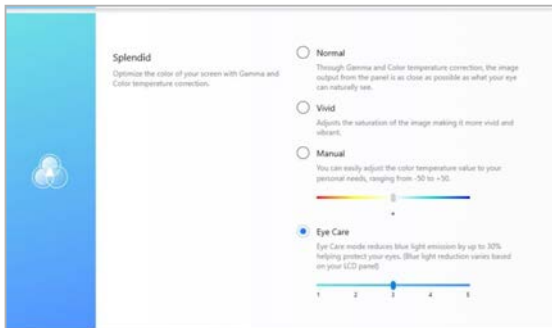 Splendid
Optimize the color of your screen with Gamma and
Color temperature correction.
Normal
Through Gamma and Color temperature correction, the image
output from the panel is as close as possible as what your eye
can naturally see.
Vivid
Adjusts the saturation of the image making it more vivid and
vibrant.
Manual
You can easily adjust the color temperature value to your
personal needs, ranging from -50 to +50.
Eye Care
Eye Care mode reduces blue light emission by up to 30%
helping protect your eyes. (Blue light reduction varies based
on your LCD panel)
1 2 3 4 5